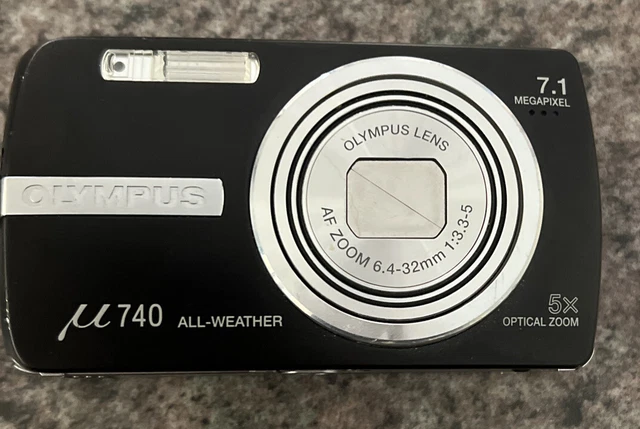 7.1
MEGAPIXEL
OLYMPUS LENS
OLYMPUS
AF ZOOM 6.4-32mm 1:3.3-5
µ740 ALL-WEATHER
5x
OPTICAL ZOOM